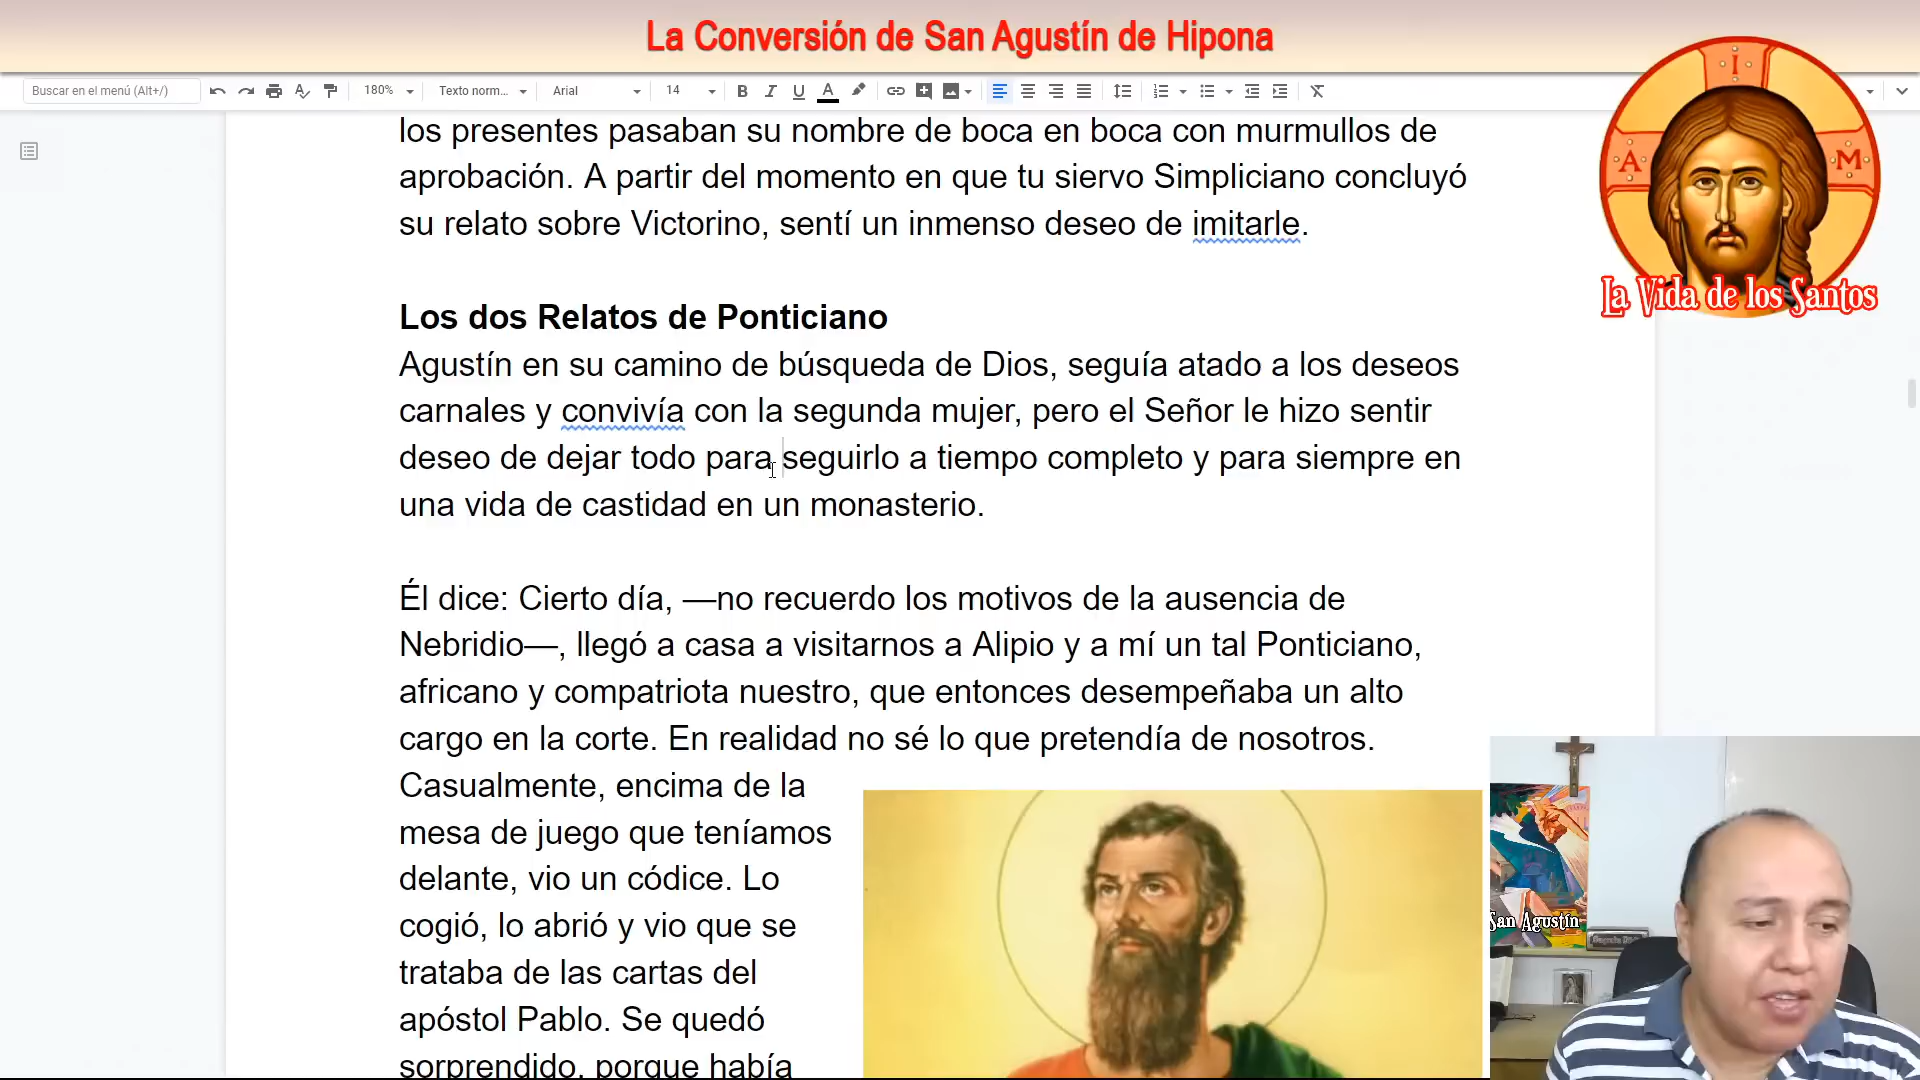 La Conversión de San Agustín de Hipona
Buscar en el menú (Alt+/)
180%
Texto norm...
Arial
14
B
I
U
A
los presentes pasaban su nombre de boca en boca con murmullos de
aprobación. A partir del momento en que tu siervo Simpliciano concluyó
su relato sobre Victorino, sentí un inmenso deseo de imitarle.
I
A
M
La Vida de los Santos
Los dos Relatos de Ponticiano
Agustín en su camino de búsqueda de Dios, seguía atado a los deseos
carnales y convivía con la segunda mujer, pero el Señor le hizo sentir
deseo de dejar todo para seguirlo a tiempo completo y para siempre en
una vida de castidad en un monasterio.
Él dice: Cierto día, —no recuerdo los motivos de la ausencia de
Nebridio—, llegó a casa a visitarnos a Alipio y a mí un tal Ponticiano,
africano y compatriota nuestro, que entonces desempeñaba un alto
cargo en la corte. En realidad no sé lo que pretendía de nosotros.
Casualmente, encima de la
mesa de juego que teníamos
delante, vio un códice. Lo
cogió, lo abrió y vio que se
trataba de las cartas del
apóstol Pablo. Se quedó
sorprendido, porque había
San Agustín